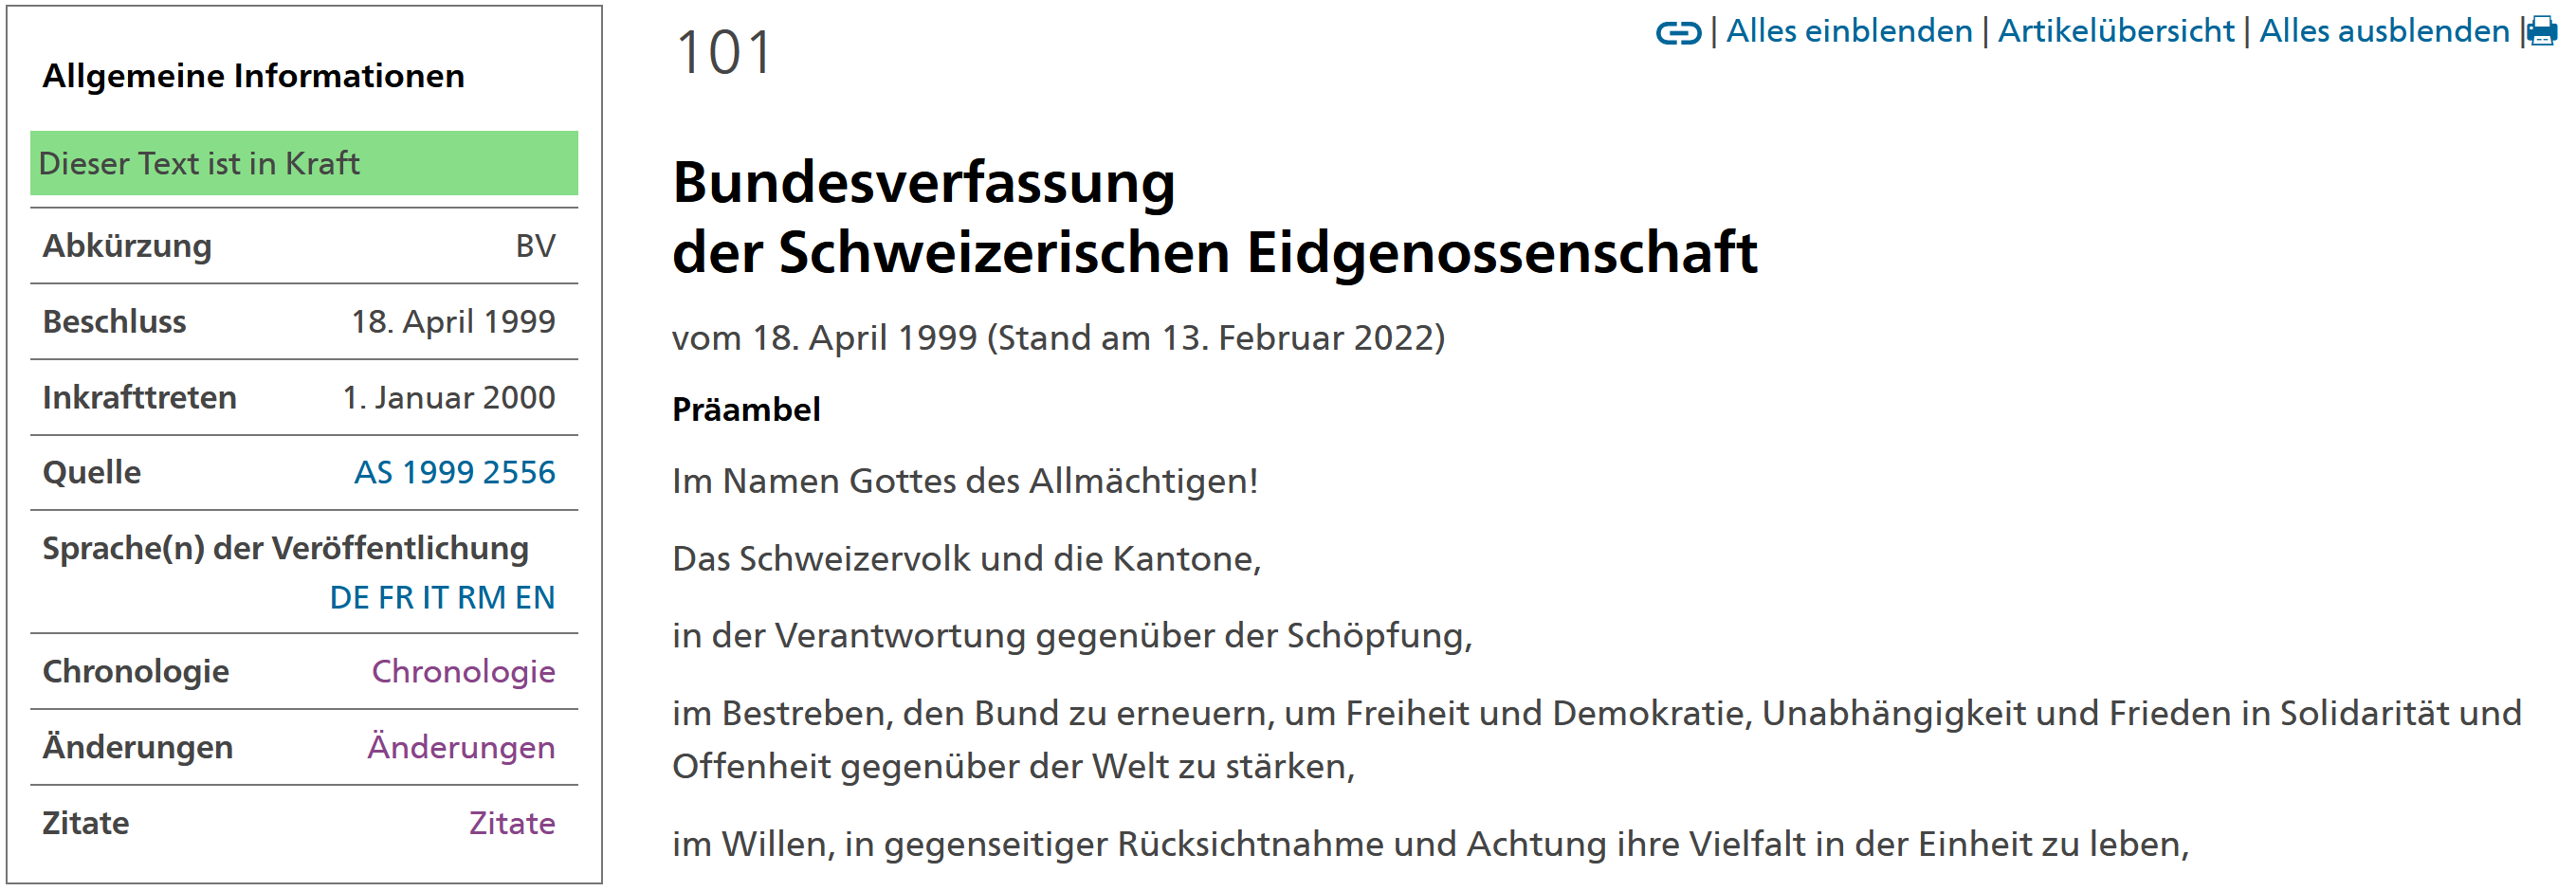 Allgemeine Informationen
Dieser Text ist in Kraft
Abkürzung BV
Beschluss 18. April 1999
Inkrafttreten 1. Januar 2000
Quelle AS 1999 2556
Sprache(n) der Veröffentlichung
DE FR IT RM EN
Chronologie Chronologie
Änderungen Änderungen
Zitate Zitate
101
| Alles einblenden | Artikelübersicht | Alles ausblenden |
Bundesverfassung
der Schweizerischen Eidgenossenschaft
vom 18. April 1999 (Stand am 13. Februar 2022)
Präambel
Im Namen Gottes des Allmächtigen!
Das Schweizervolk und die Kantone,
in der Verantwortung gegenüber der Schöpfung,
im Bestreben, den Bund zu erneuern, um Freiheit und Demokratie, Unabhängigkeit und Frieden in Solidarität und
Offenheit gegenüber der Welt zu stärken,
im Willen, in gegenseitiger Rücksichtnahme und Achtung ihre Vielfalt in der Einheit zu leben,